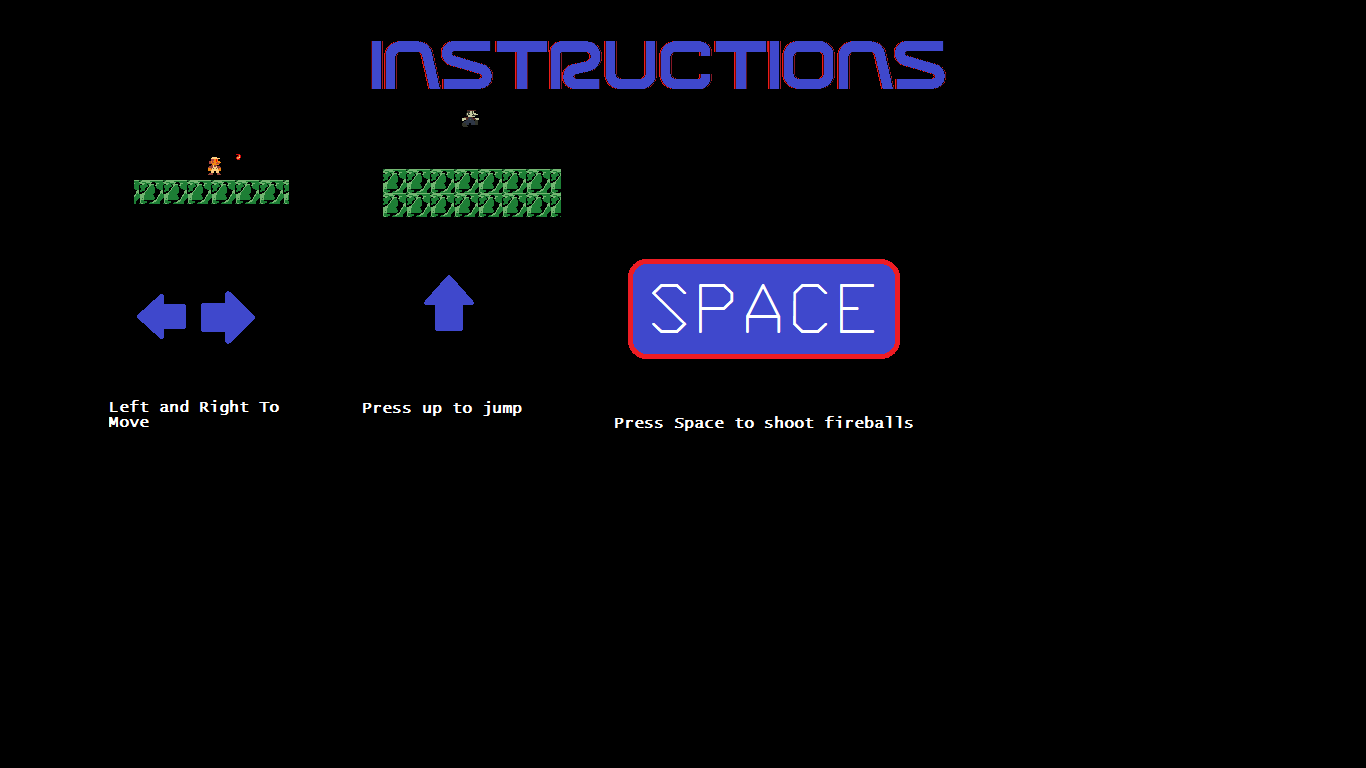 INSTRUCTIONS
SPACE
Left and Right To
Move
Press up to jump
Press Space to shoot fireballs